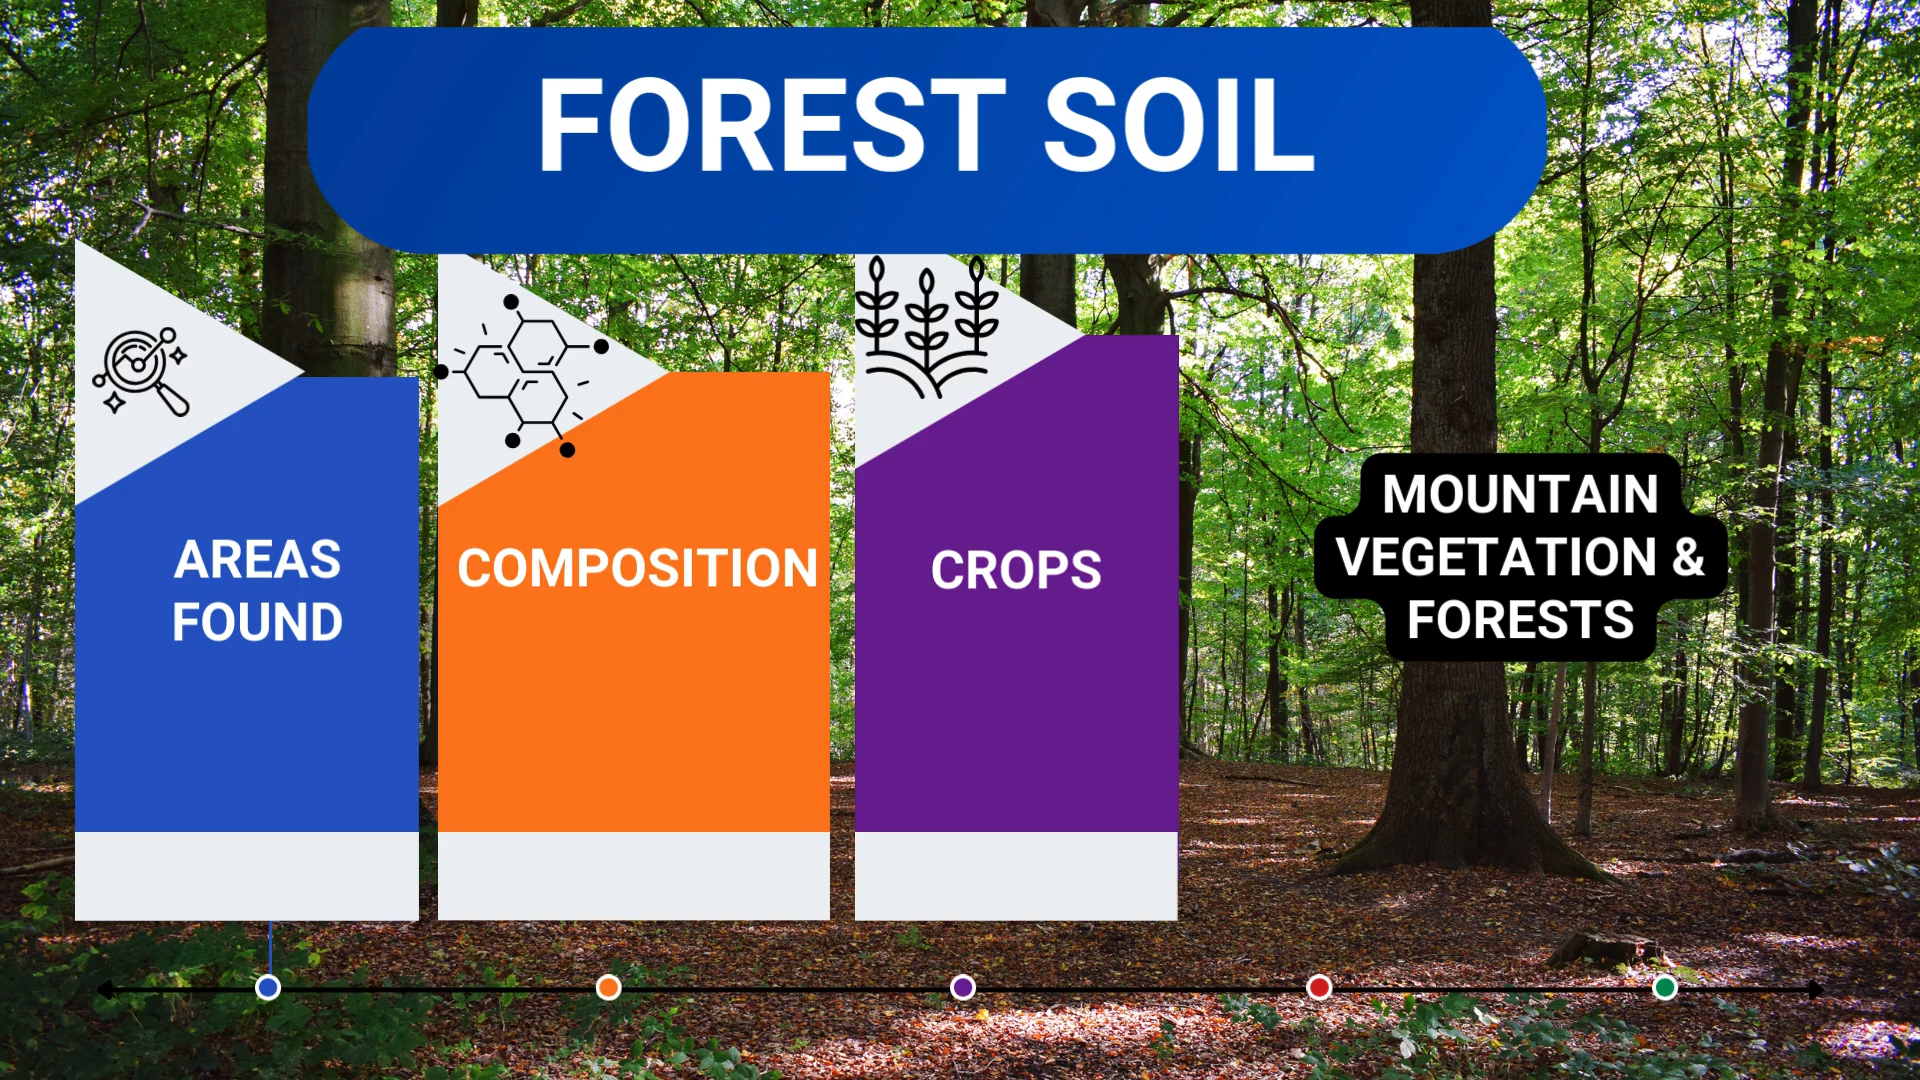 FOREST SOIL
AREAS
FOUND
COMPOSITION
CROPS
MOUNTAIN
VEGETATION &
FORESTS